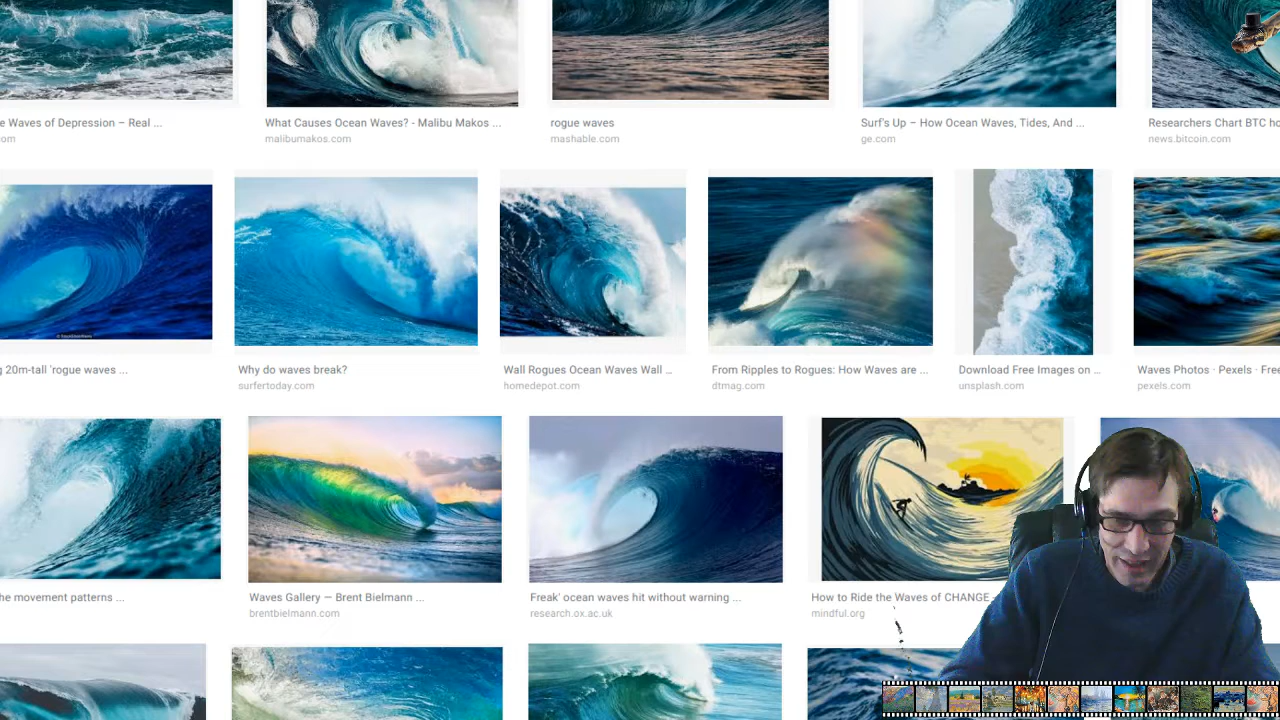 e Waves of Depression – Real ...
om
What Causes Ocean Waves? - Malibu Makos ...
malibumakos.com
rogue waves
mashable.com
Surf's Up – How Ocean Waves, Tides, And ...
ge.com
Researchers Chart BTC ho
news.bitcoin.com
g 20m-tall 'rogue waves ...
Why do waves break?
surfertoday.com
Wall Rogues Ocean Waves Wall ...
homedepot.com
From Ripples to Rogues: How Waves are ...
dtmag.com
Download Free Images on ...
unsplash.com
Waves Photos · Pexels · Free
pexels.com
he movement patterns ...
Waves Gallery — Brent Bielmann ...
brentbielmann.com
Freak' ocean waves hit without warning ...
research.ox.ac.uk
How to Ride the Waves of CHANGE
mindful.org